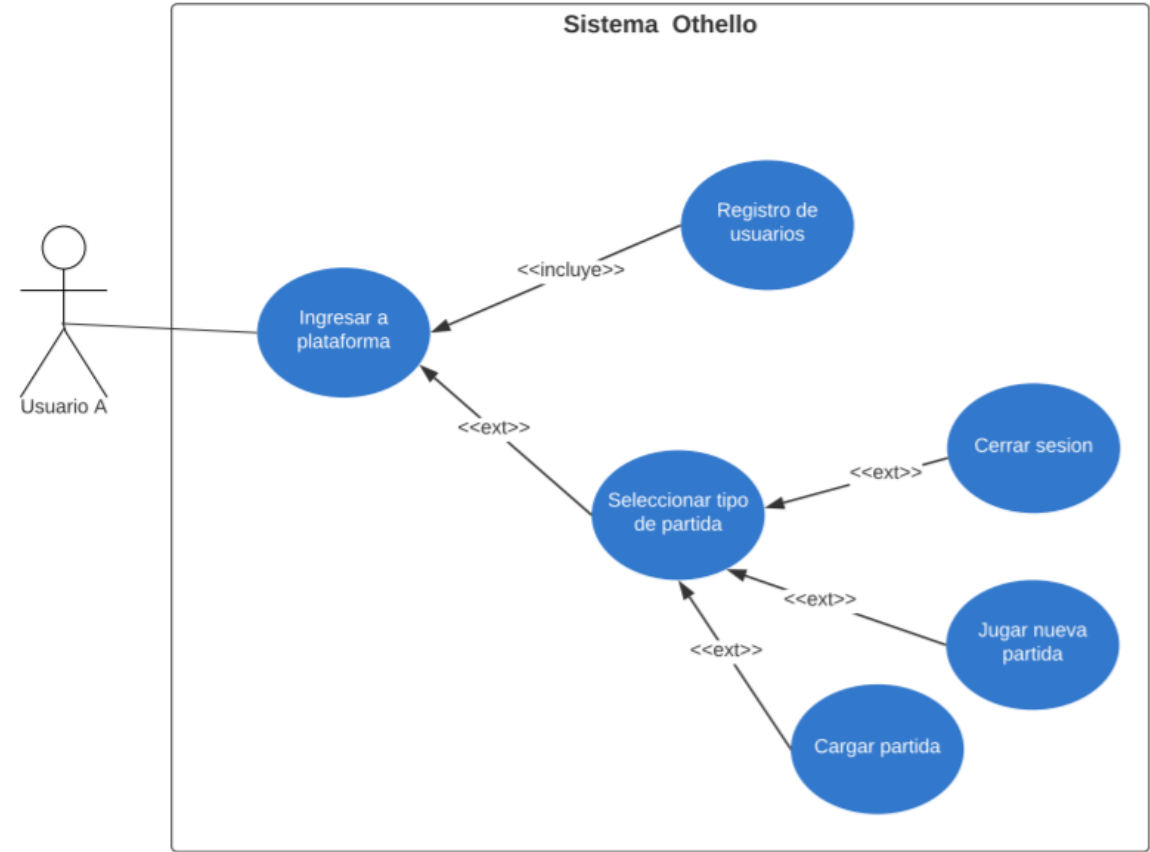 Sistema  Othello
Registro de
usuarios
<<incluye>>
Ingresar a
plataforma
Usuario A
<<ext>>
Cerrar sesion
<<ext>>
Seleccionar tipo
de partida
<<ext>>
Jugar nueva
partida
<<ext>>
Cargar partida